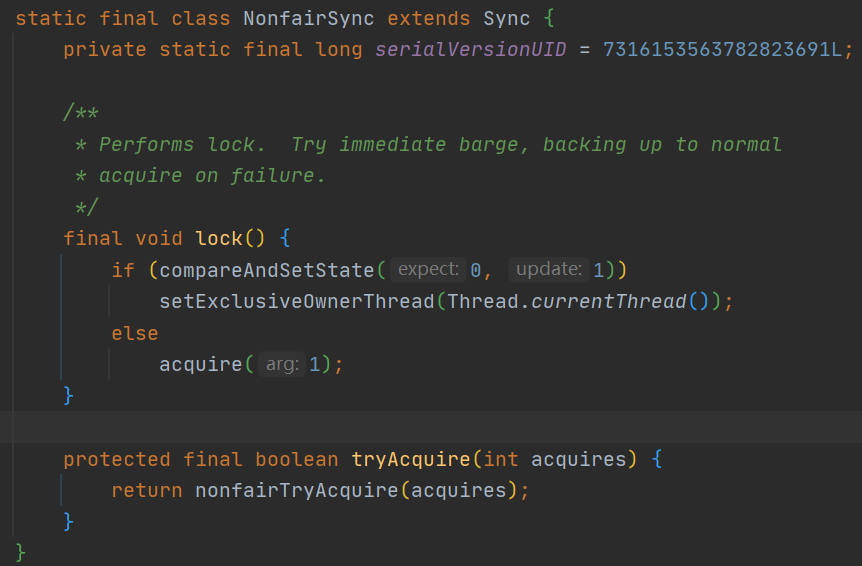 static final class NonfairSync extends Sync {
    private static final long serialVersionUID = 7316153563782823691L;

    /**
     * Performs lock.  Try immediate barge, backing up to normal
     * acquire on failure.
     */
    final void lock() {
        if (compareAndSetState( expect: 0,  update: 1))
            setExclusiveOwnerThread(Thread.currentThread());
        else
            acquire( arg: 1);
    }

    protected final boolean tryAcquire(int acquires) {
        return nonfairTryAcquire(acquires);
    }
}